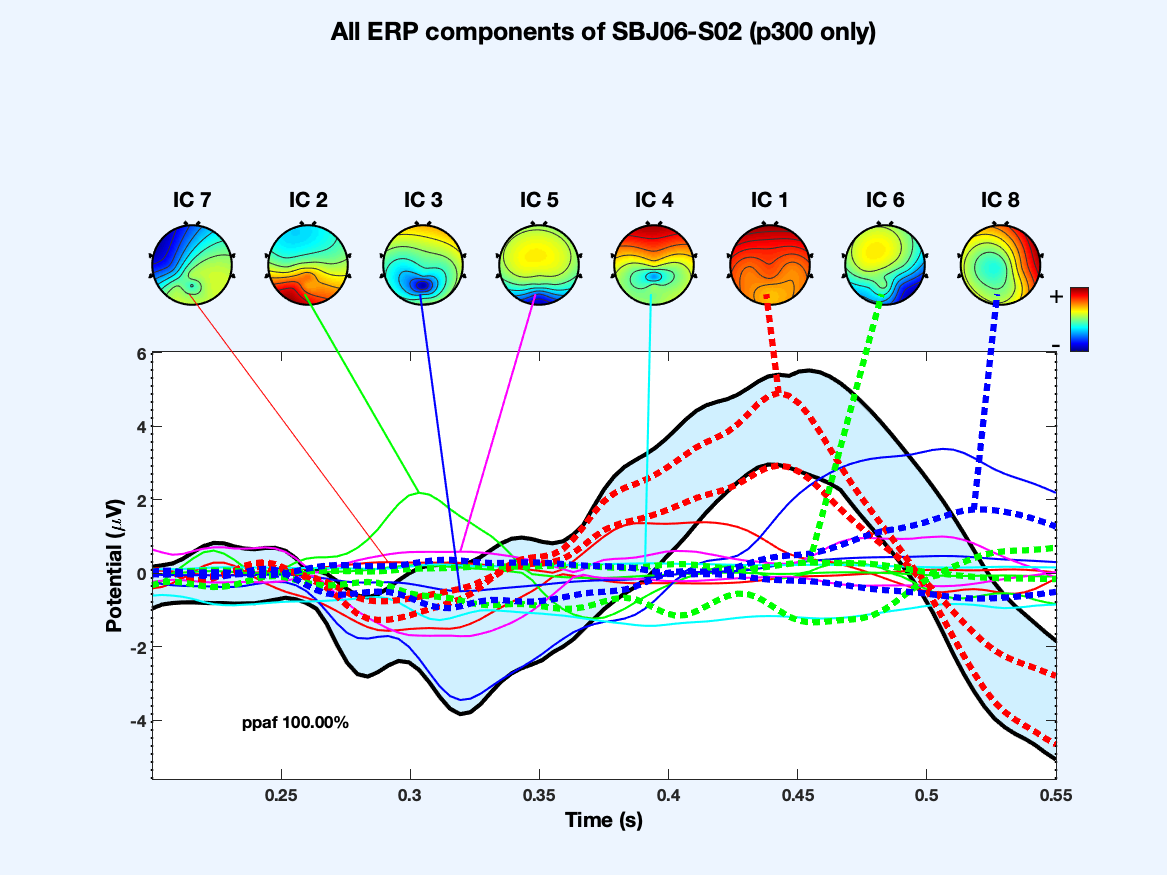 All ERP components of SBJ06-S02 (p300 only)
IC 7 IC 2 IC 3 IC 5 IC 4 IC 1 IC 6 IC 8
+
-
6
4
2
0
-2
-4
Potential (μV)
ppaf 100.00%
0.25 0.3 0.35 0.4 0.45 0.5 0.55
Time (s)